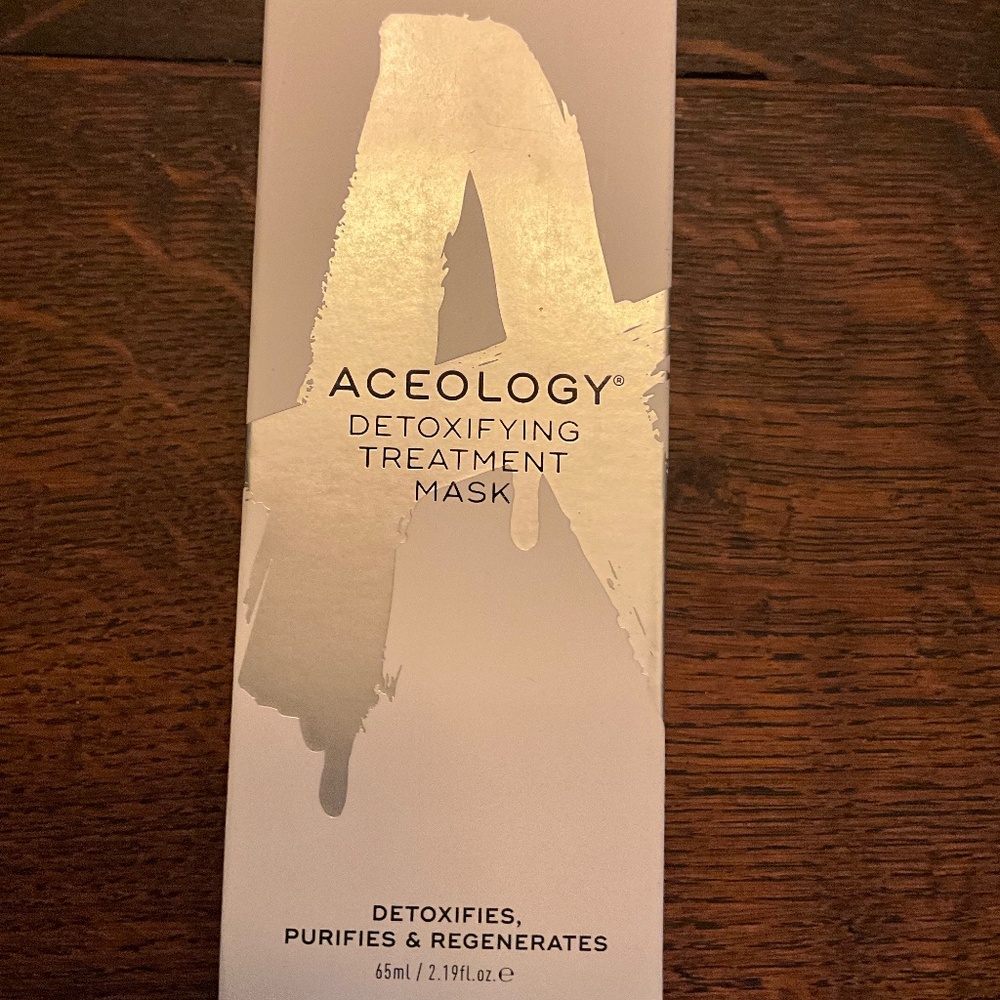 ACEOLOGY®
DETOXIFYING
TREATMENT
MASK
DETOXIFIES,
PURIFIES & REGENERATES
65ml / 2.19fl.oz.℮